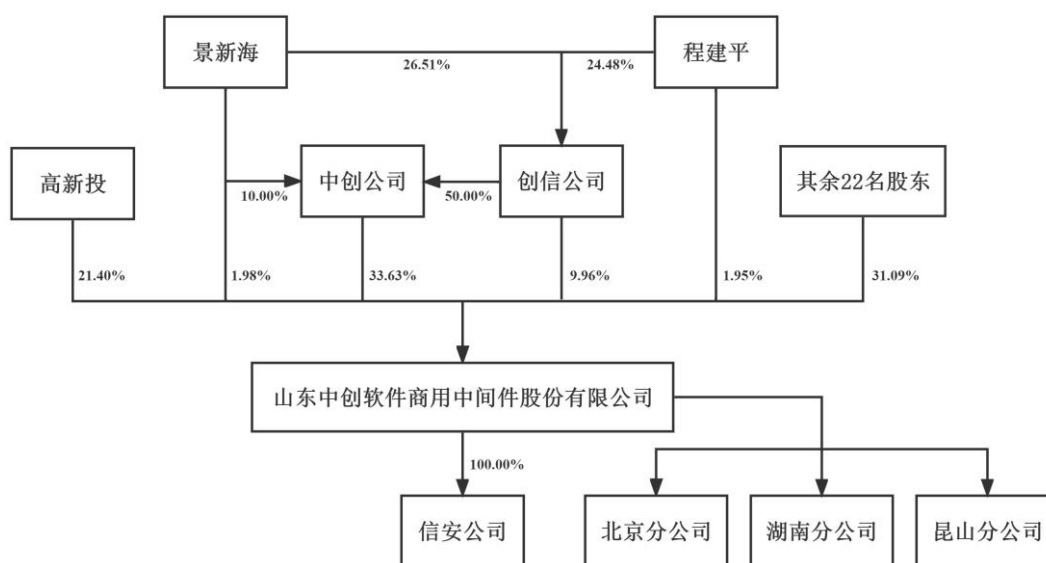 景新海
程建平
26.51%
24.48%
高新投
中创公司
创信公司
其余22名股东
10.00%
50.00%
21.40%
1.98%
33.63%
9.96%
1.95%
31.09%
山东中创软件商用中间件股份有限公司
100.00%
信安公司
北京分公司
湖南分公司
昆山分公司